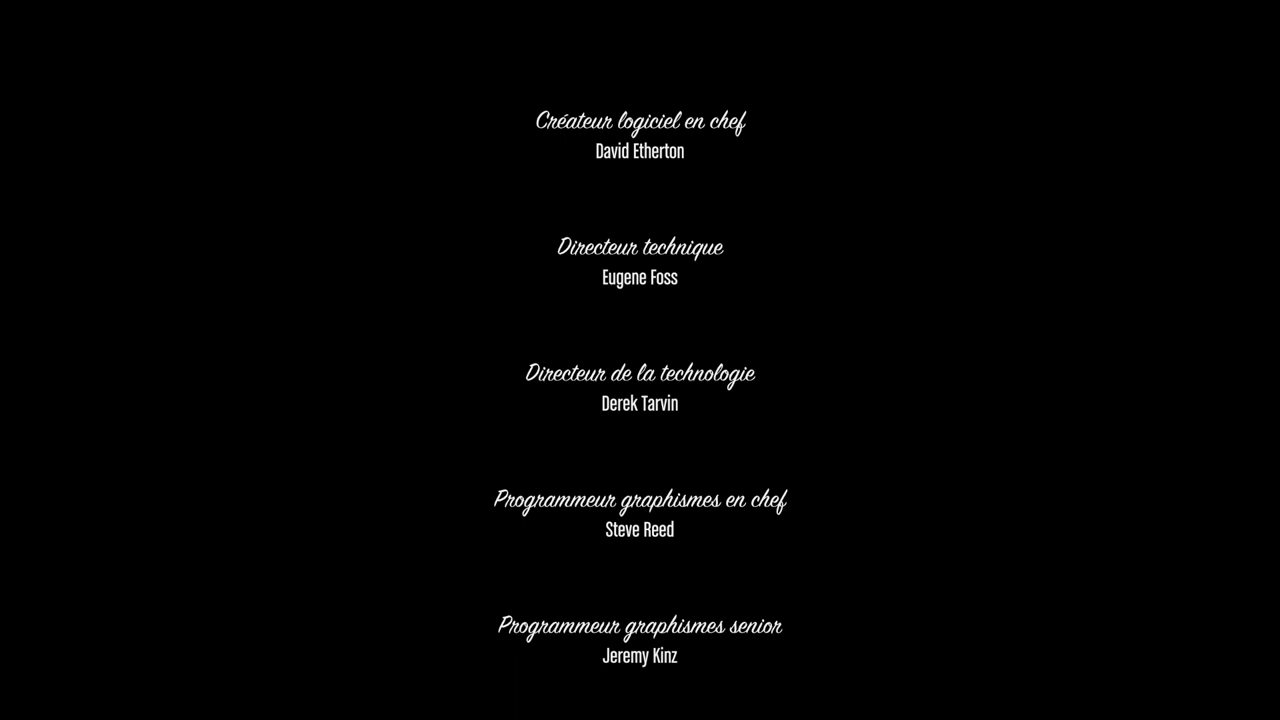 Créateur logiciel en chef
David Etherton
Directeur technique
Eugene Foss
Directeur de la technologie
Derek Tarvin
Programmeur graphismes en chef
Steve Reed
Programmeur graphismes senior
Jeremy Kinz